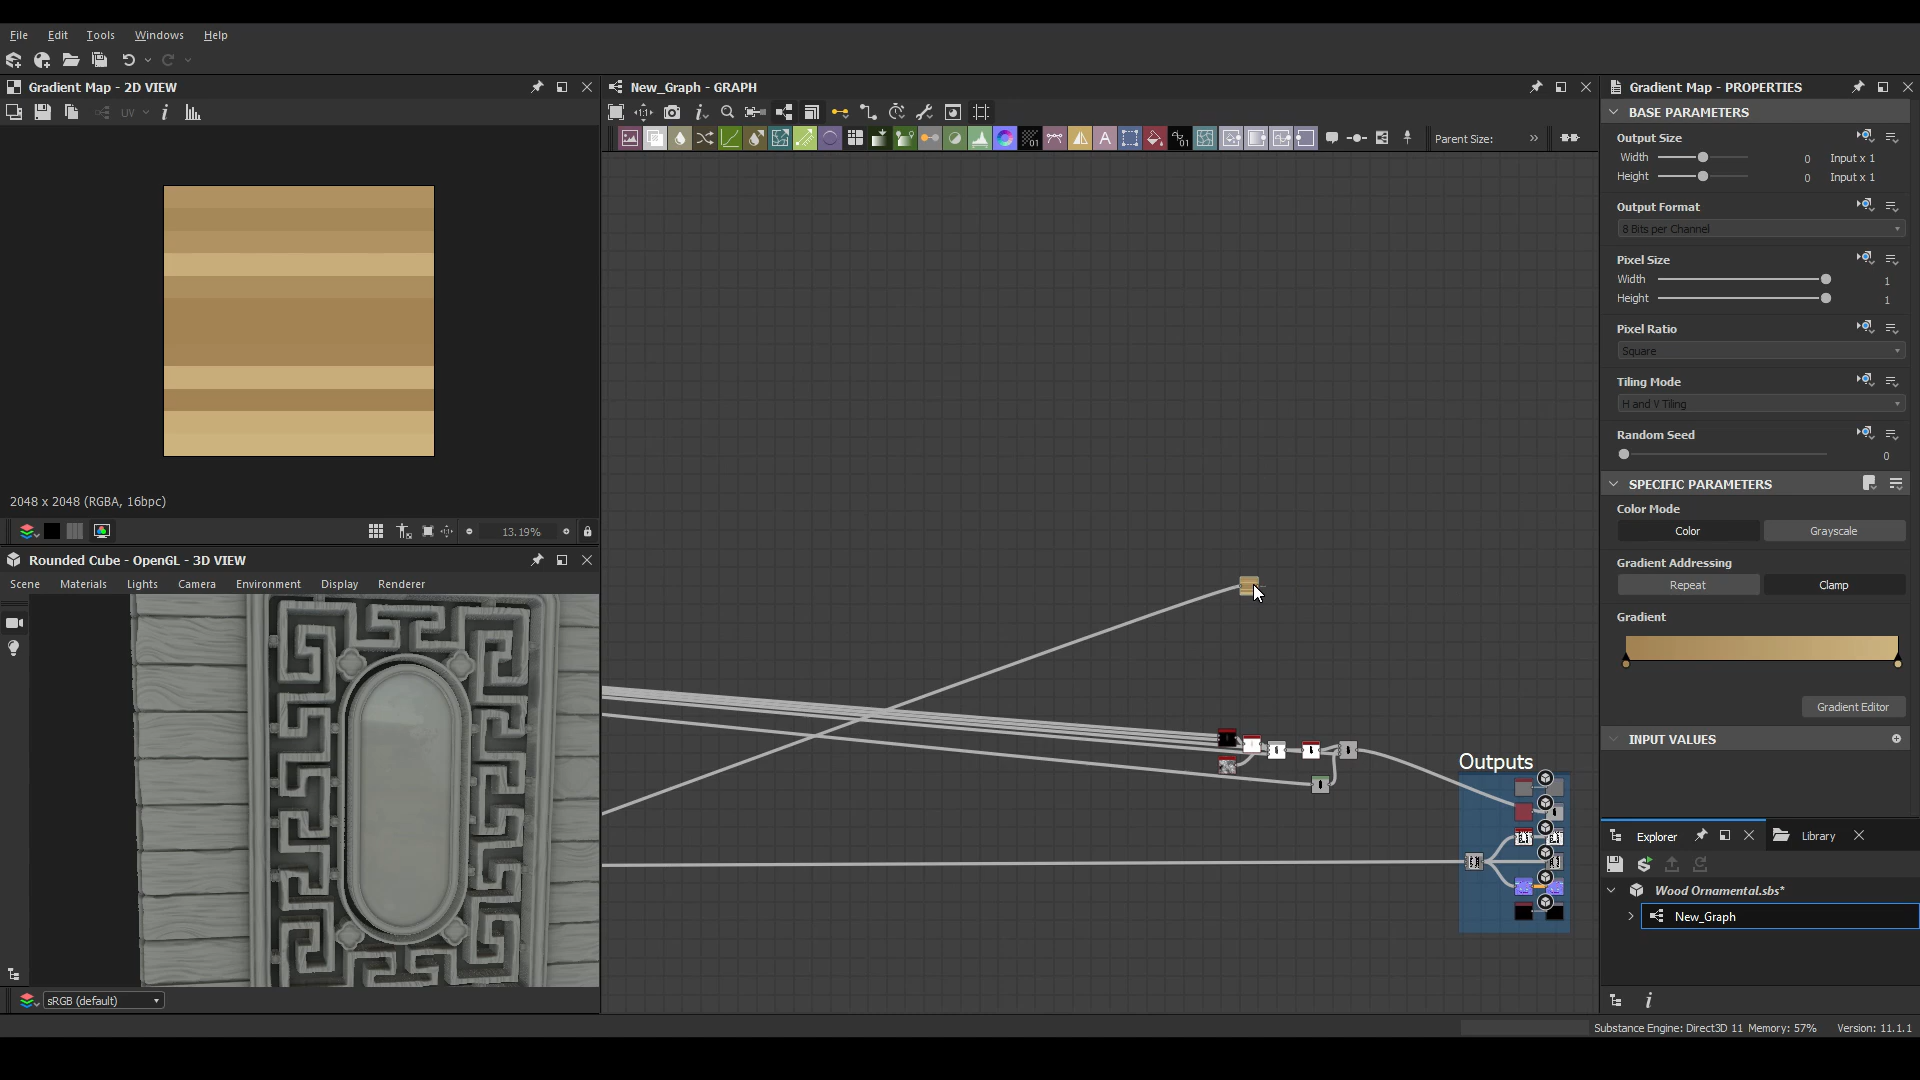 File Edit Tools Windows Help
Gradient Map - 2D VIEW
UV
2048 x 2048 (RGBA, 16bpc)
13.19%
Rounded Cube - OpenGL - 3D VIEW
Scene Materials Lights Camera Environment Display Renderer
sRGB (default)
New_Graph - GRAPH
Parent Size:
Outputs
Gradient Map - PROPERTIES
BASE PARAMETERS
Output Size
Width 0 Input x 1
Height 0 Input x 1
Output Format
8 Bits per Channel
Pixel Size
Width 1
Height 1
Pixel Ratio
Square
Tiling Mode
H and V Tiling
Random Seed
0
SPECIFIC PARAMETERS
Color Mode
Color Grayscale
Gradient Addressing
Repeat Clamp
Gradient
Gradient Editor
INPUT VALUES
Explorer Library
Wood Ornamental.sbs*
New_Graph
Substance Engine: Direct3D 11 Memory: 57% Version: 11.1.1